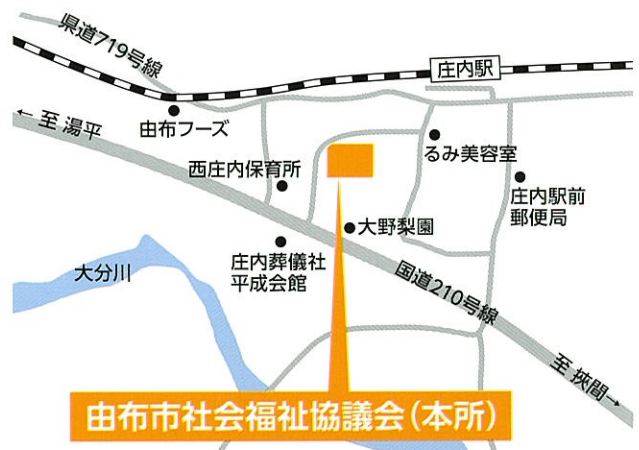 県道719号線
庄内駅
← 至 湯平
由布フーズ
るみ美容室
西庄内保育所
庄内駅前
郵便局
大野梨園
庄内葬儀社
平成会館
大分川
国道210号線
至 挾間→
由布市社会福祉協議会(本所)